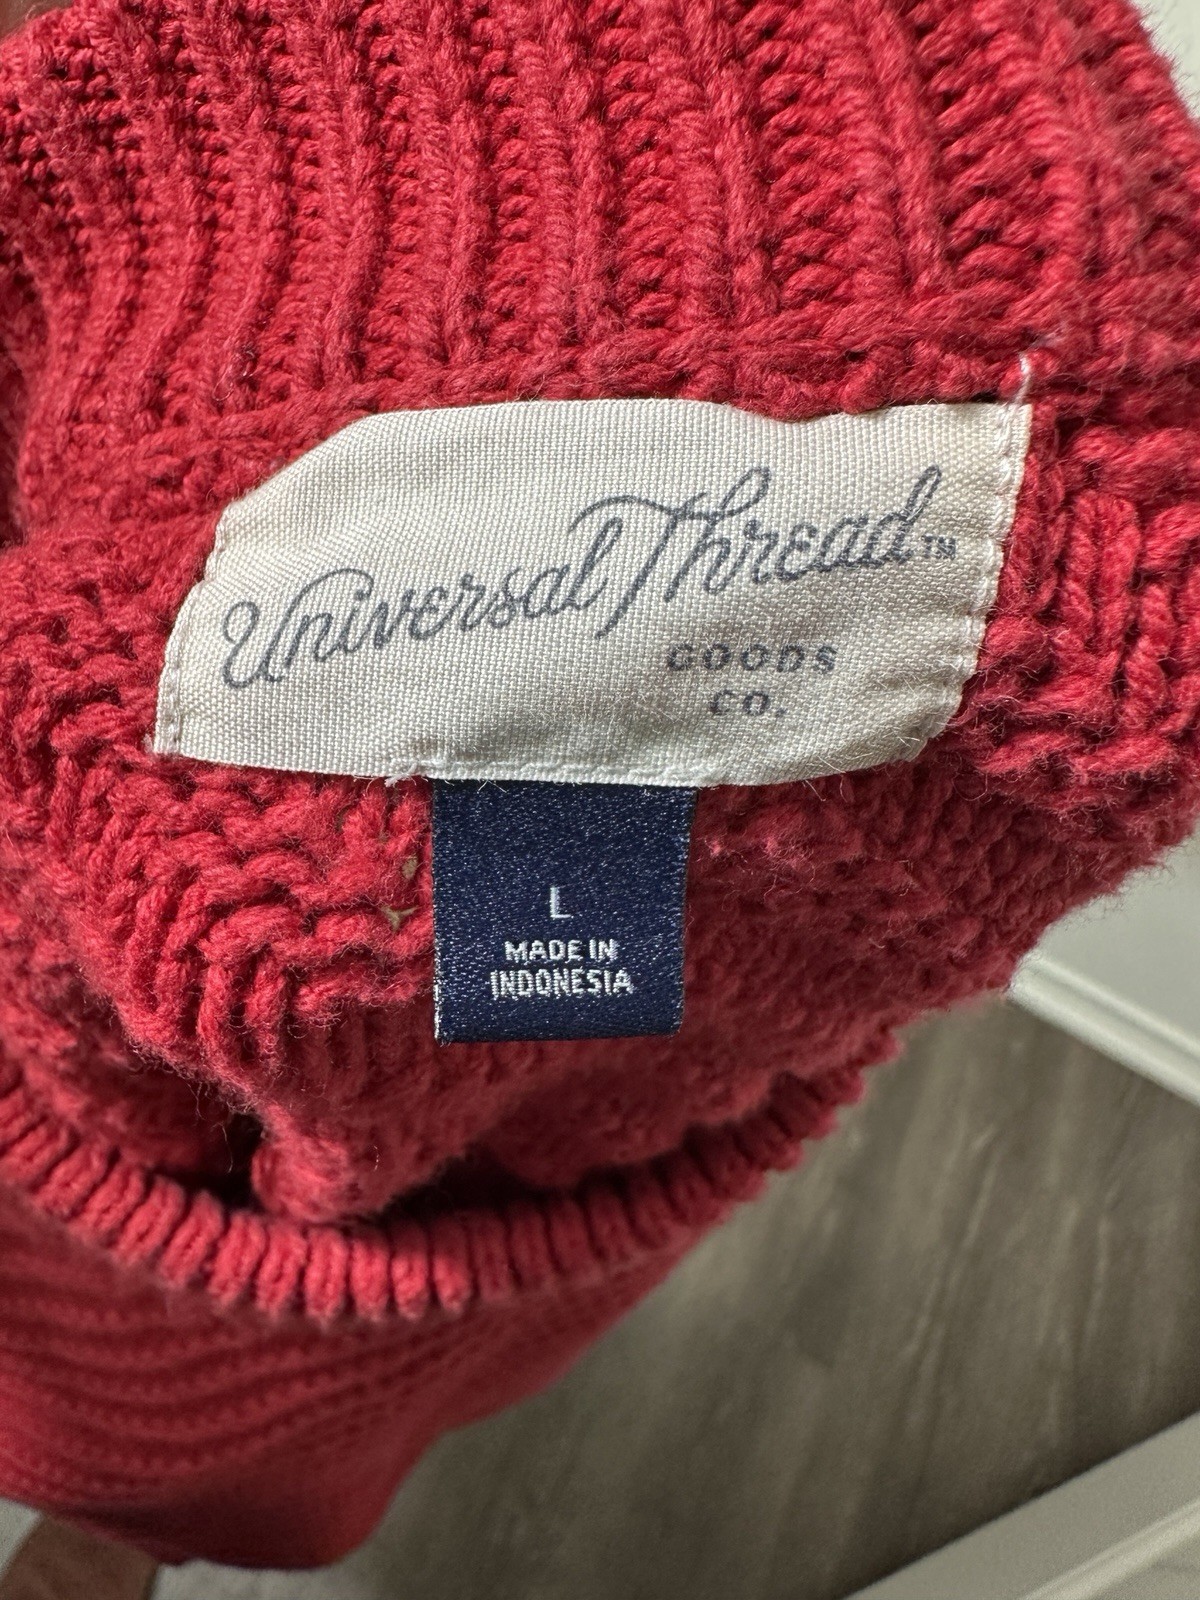 Universal Thread™
GOODS
CO.
L
MADE IN
INDONESIA